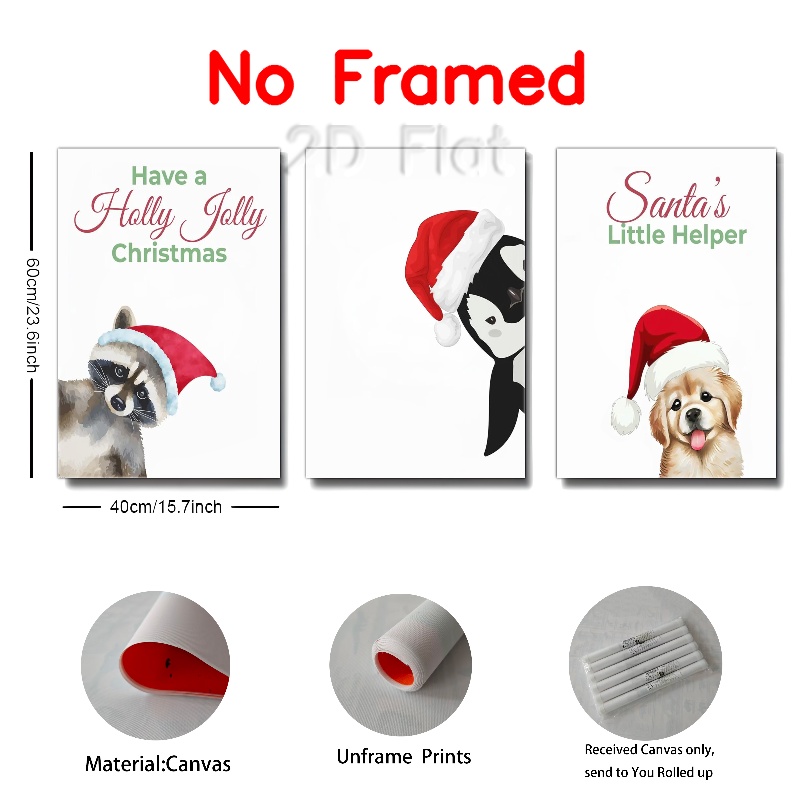 No Framed
2D Flat
Have a
Holly Jolly
Christmas
Santa's
Little Helper
60cm/23.6inch
40cm/15.7inch
Material:Canvas
Unframe Prints
Received Canvas only,
send to You Rolled up